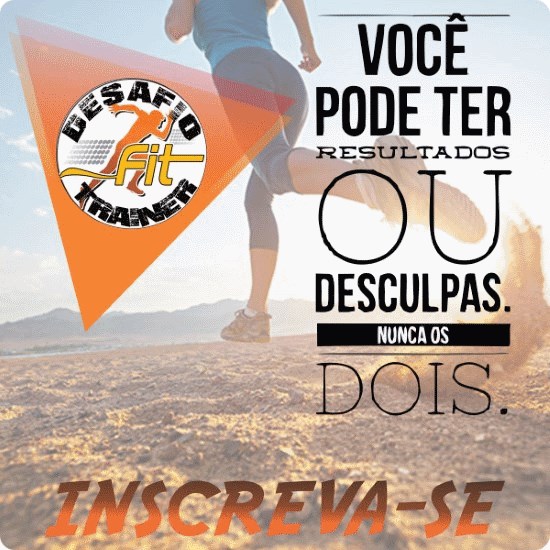 DESAFIO
Fit
TRAINER
VOCÊ
PODE TER
RESULTADOS
OU
DESCULPAS.
NUNCA OS
DOIS.
INSCREVA-SE